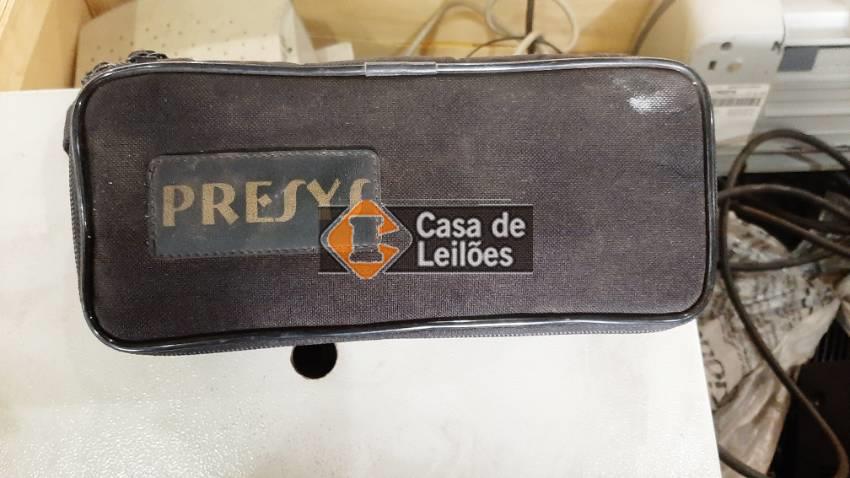 PRESYS
Casa de
Leilões